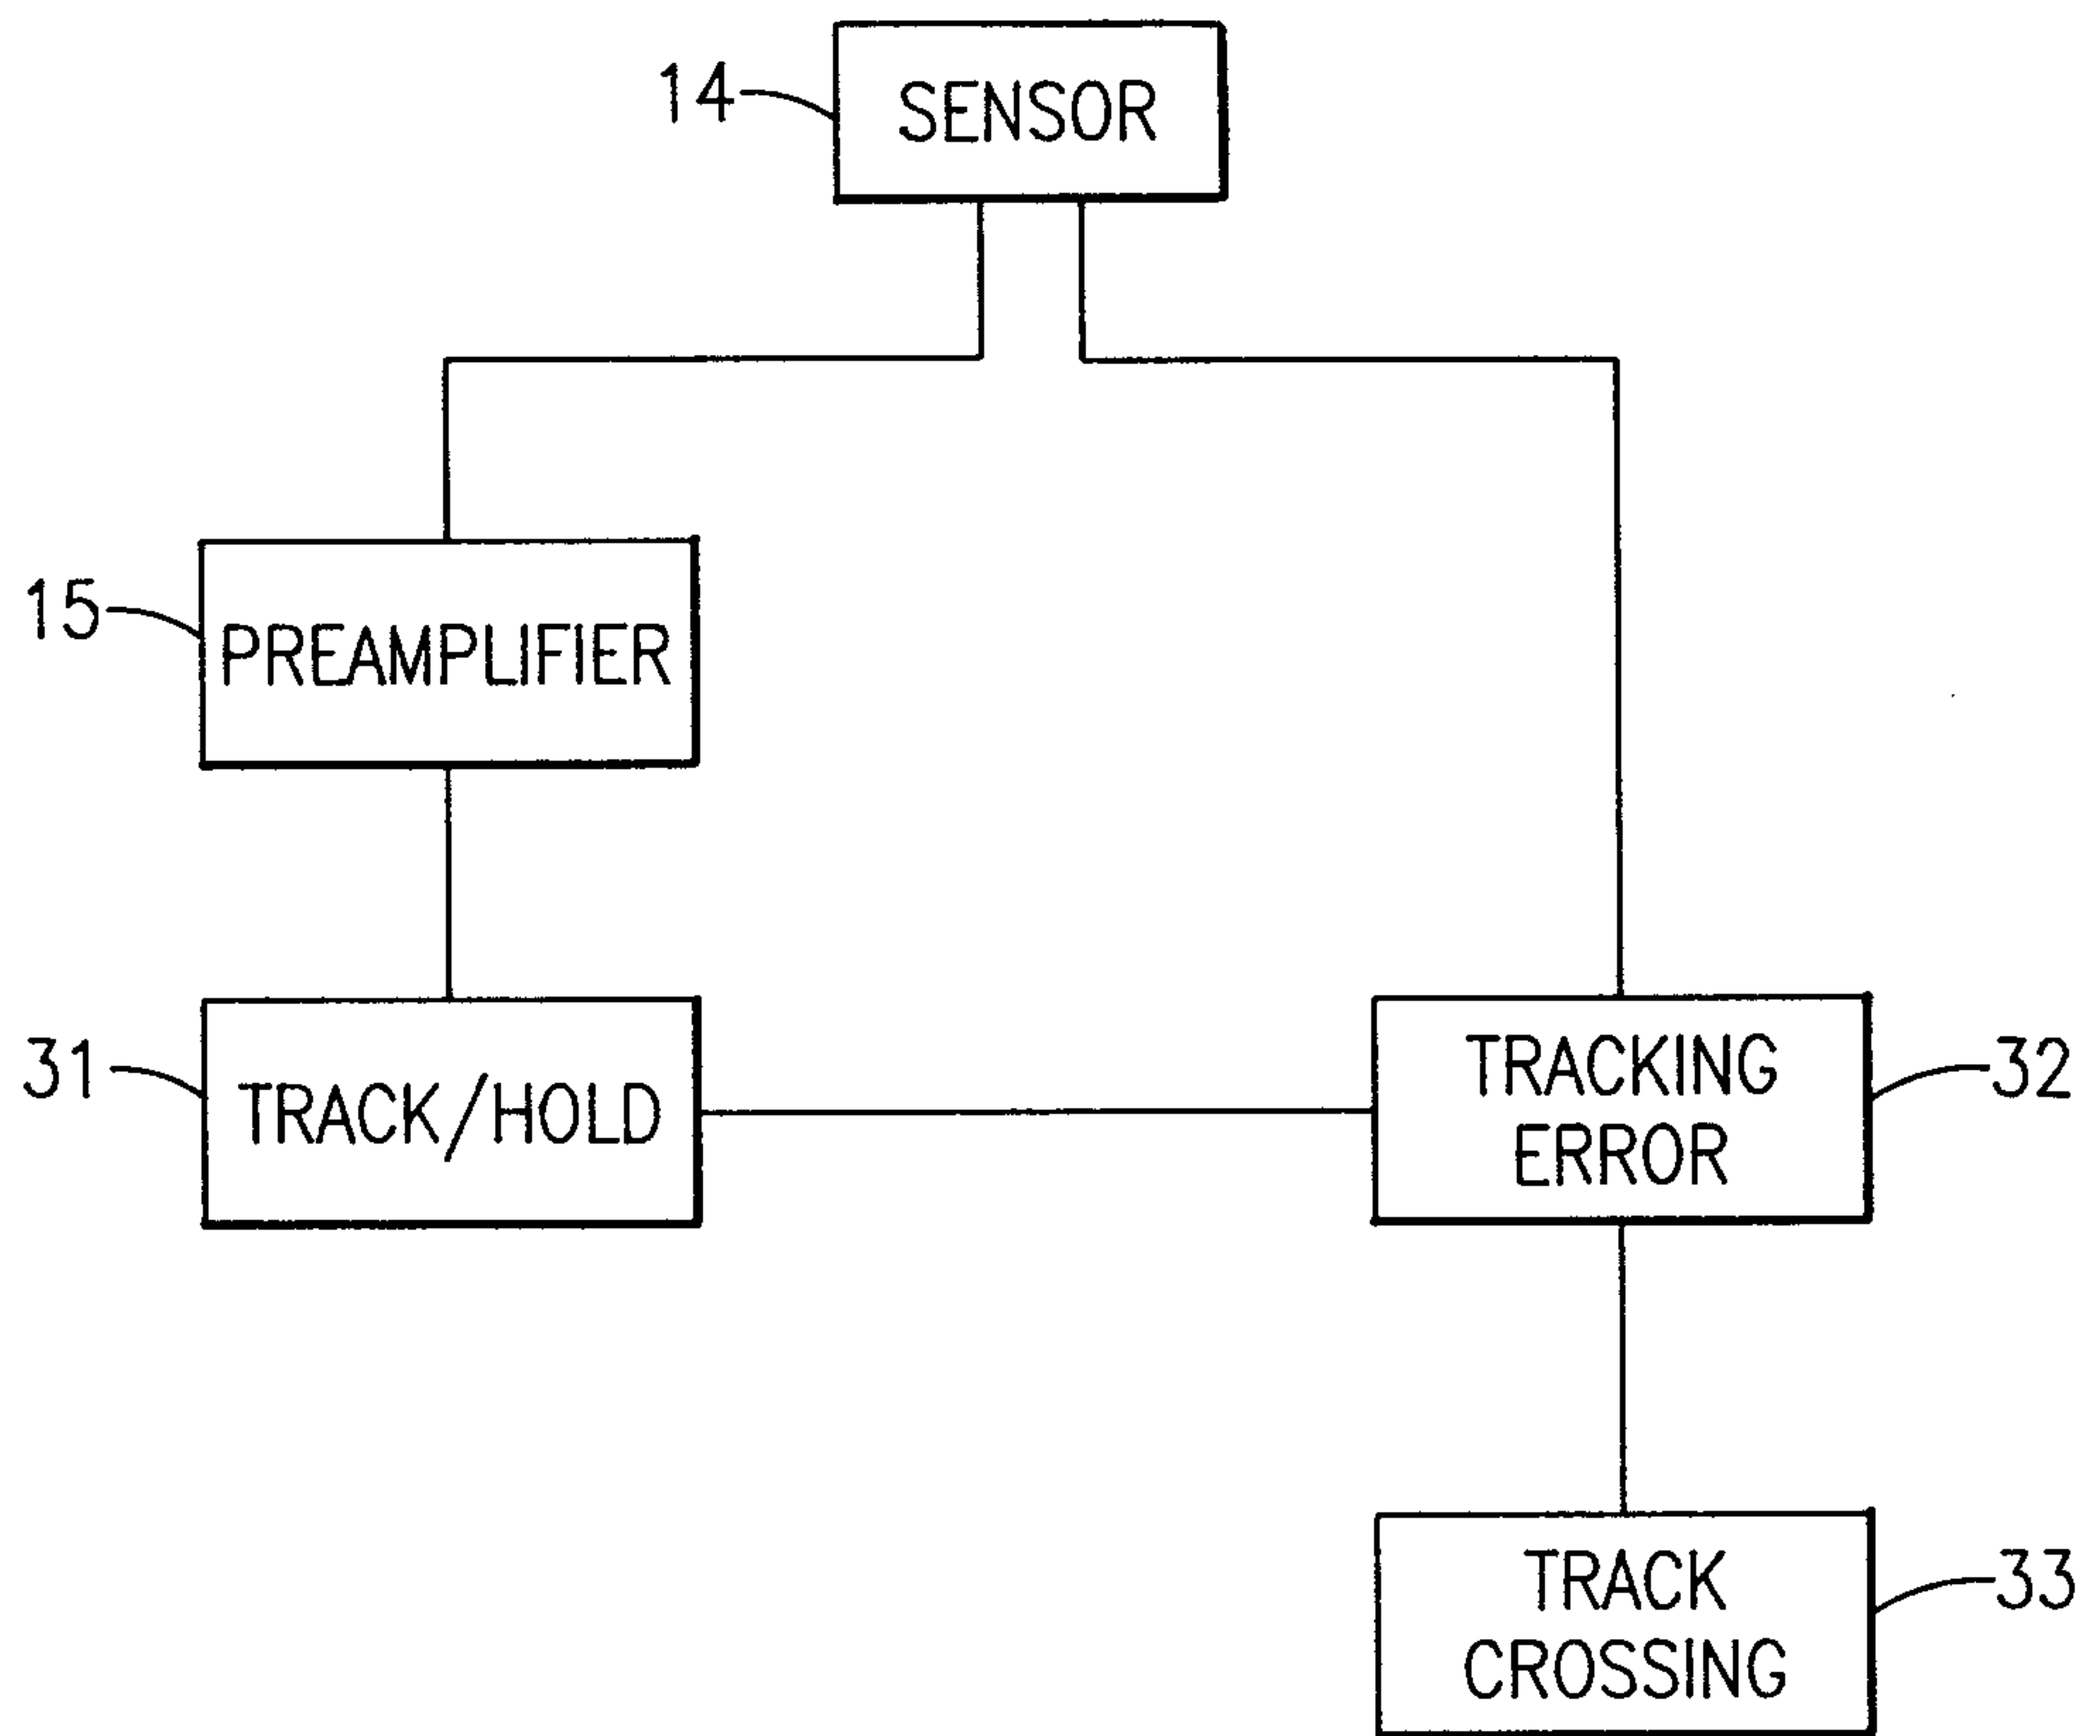 14
SENSOR
15
PREAMPLIFIER
31
TRACK/HOLD
TRACKING
ERROR
32
TRACK
CROSSING
33